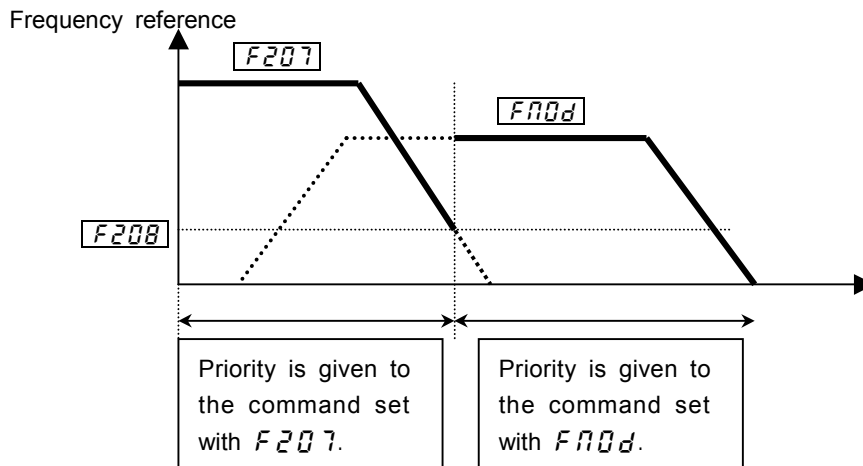 Frequency reference
F207
FMOd
F208
Priority is given to
the command set
with F207.
Priority is given to
the command set
with FMOd.